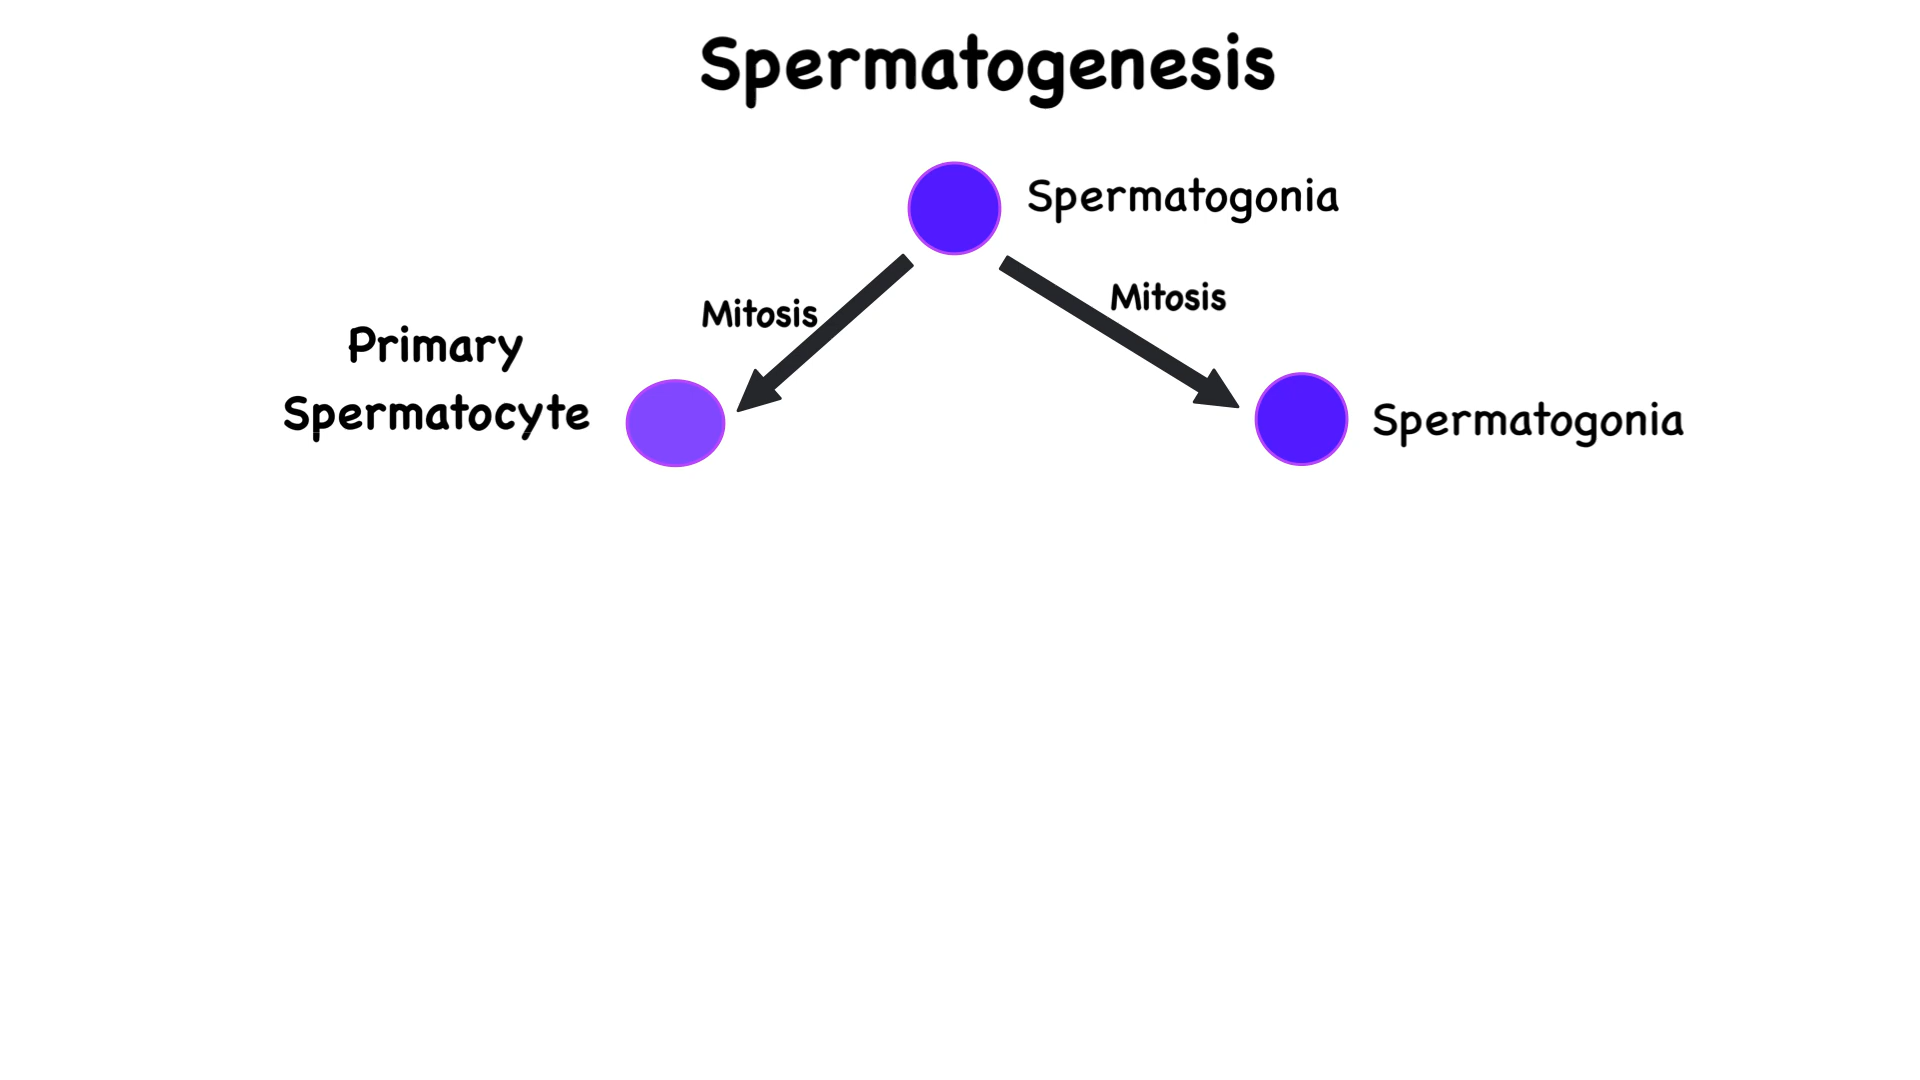 Spermatogenesis
Spermatogonia
Mitosis
Mitosis
Primary
Spermatocyte
Spermatogonia